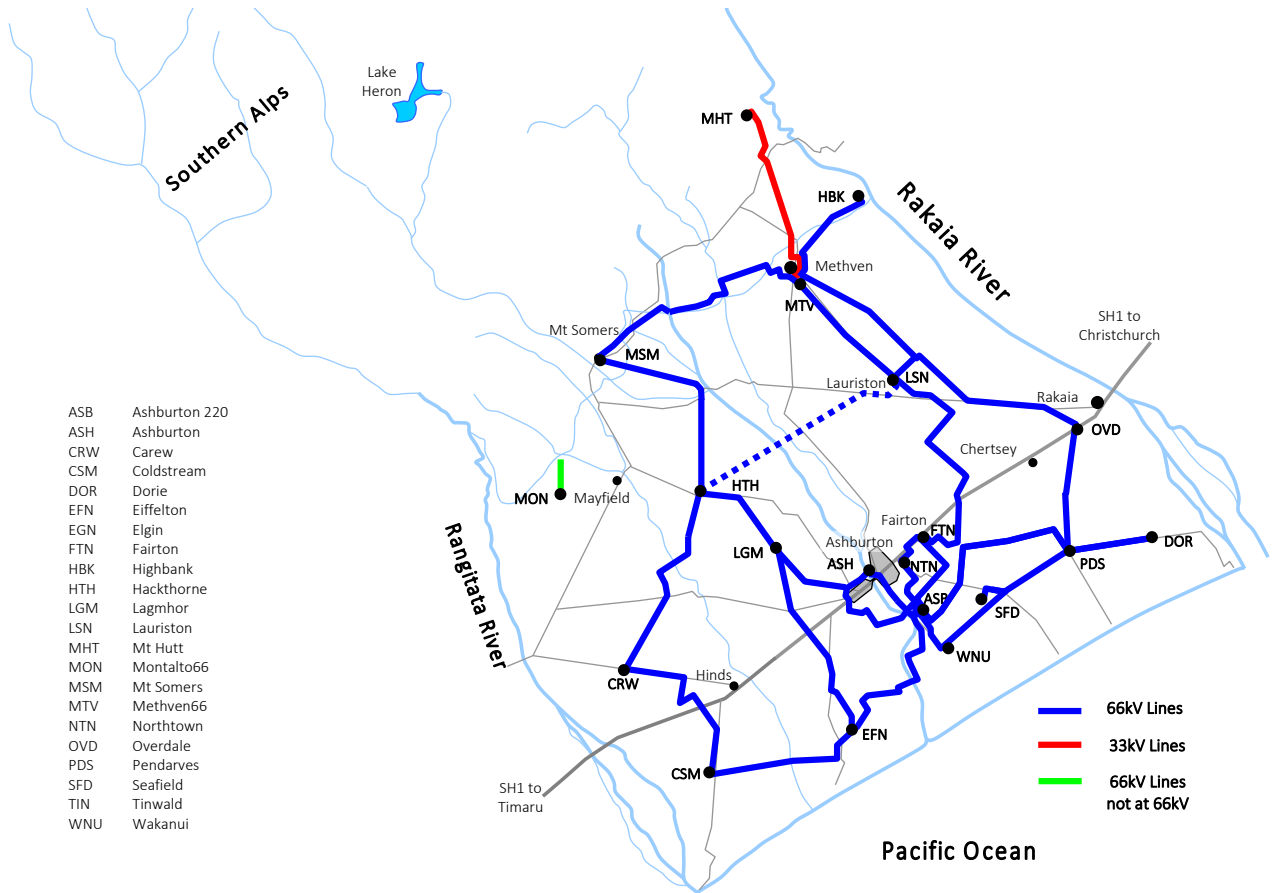 Lake
Heron
Southern Alps
MHT
HBK
Rakaia River
Methven
MTV
SH1 to
Christchurch
Mt Somers
MSM
Lauriston
LSN
Rakaia
OVD
Chertsey
HTH
MON
Mayfield
Fairton
FTN
Ashburton
DOR
LGM
ASH
NTN
PDS
Rangitata River
ASB
SFD
WNU
CRW
Hinds
EFN
CSM
SH1 to
Timaru
ASB Ashburton 220
ASH Ashburton
CRW Carew
CSM Coldstream
DOR Dorie
EFN Eiffelton
EGN Elgin
FTN Fairton
HBK Highbank
HTH Hackthorne
LGM Lagmhor
LSN Lauriston
MHT Mt Hutt
MON Montalto66
MSM Mt Somers
MTV Methven66
NTN Northtown
OVD Overdale
PDS Pendarves
SFD Seafield
TIN Tinwald
WNU Wakanui
66kV Lines
33kV Lines
66kV Lines
not at 66kV
Pacific Ocean